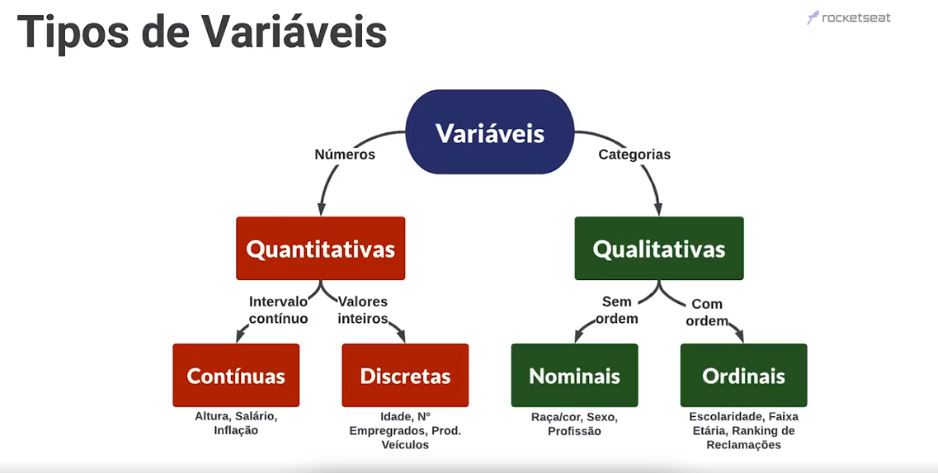 Tipos de Variáveis
rocketseat
Variáveis
Números
Categorias
Quantitativas
Qualitativas
Intervalo
contínuo
Valores
inteiros
Sem
ordem
Com
ordem
Contínuas
Discretas
Nominais
Ordinais
Altura, Salário,
Inflação
Idade, Nº
Empregrados, Prod.
Veículos
Raça/cor, Sexo,
Profissão
Escolaridade, Faixa
Etária, Ranking de
Reclamações